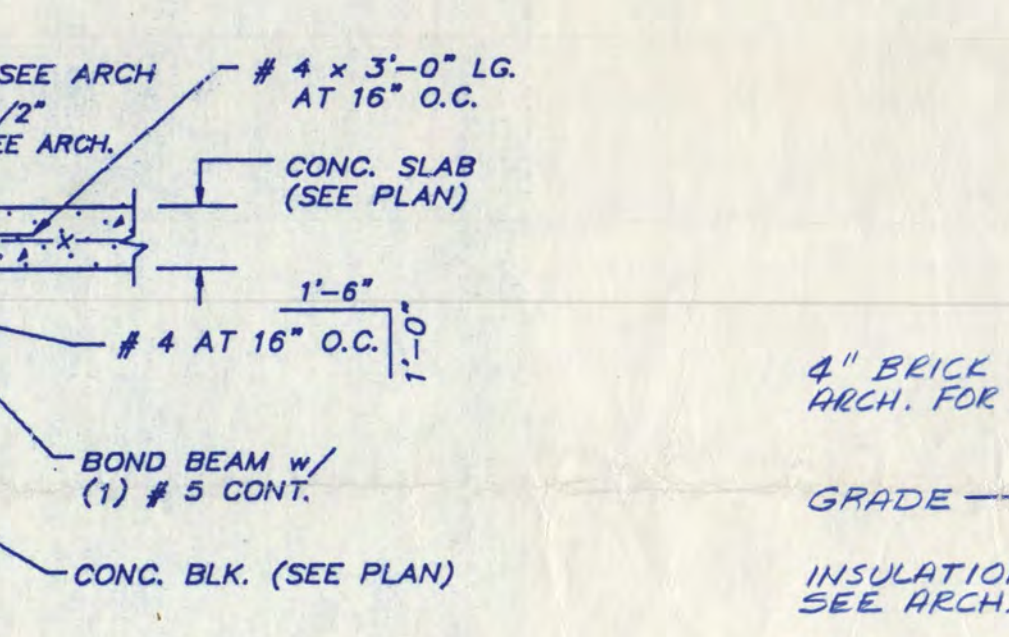 SEE ARCH
/2"
EE ARCH.
# 4 x 3'-0" LG.
AT 16" O.C.
CONC. SLAB
(SEE PLAN)
X
1'-6"
# 4 AT 16" O.C.
1'-0"
BOND BEAM w/
(1) # 5 CONT.
CONC. BLK. (SEE PLAN)
4" BRICK
ARCH. FOR
GRADE
INSULATION
SEE ARCH.